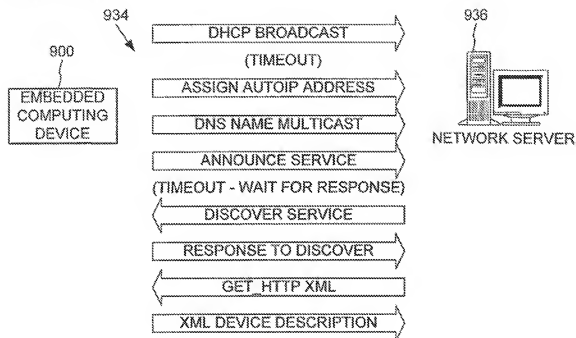 934
DHCP BROADCAST
936
900
(TIMEOUT)
ASSIGN AUTOIP ADDRESS
EMBEDDED
COMPUTING
DEVICE
DNS NAME MULTICAST
NETWORK SERVER
ANNOUNCE SERVICE
(TIMEOUT - WAIT FOR RESPONSE)
DISCOVER SERVICE
RESPONSE TO DISCOVER
GET_HTTP XML
XML DEVICE DESCRIPTION